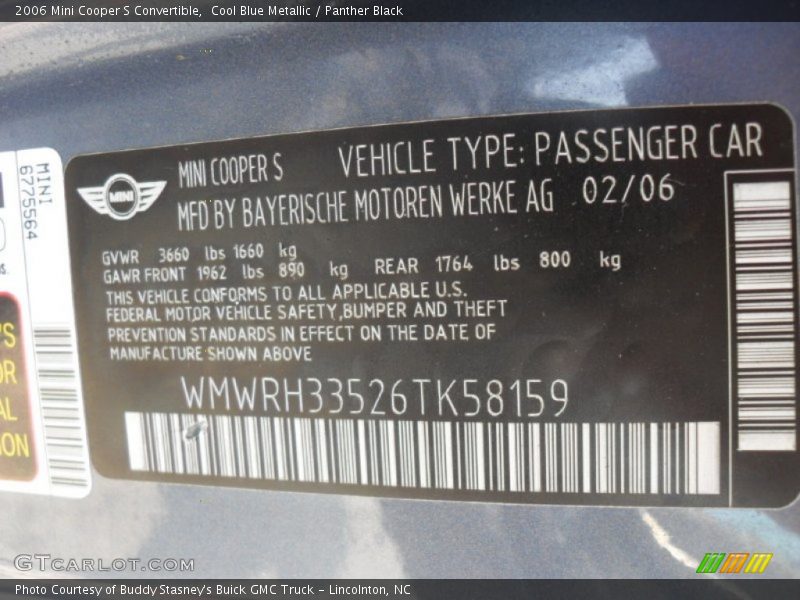 2006 Mini Cooper S Convertible,  Cool Blue Metallic / Panther Black
MINI
6775564
MINI
MINI COOPER S VEHICLE TYPE: PASSENGER CAR
MFD BY BAYERISCHE MOTOREN WERKE AG 02/06
GVWR 3660 lbs 1660 kg
GAWR FRONT 1962 lbs 890 kg REAR 1764 lbs 800 kg
THIS VEHICLE CONFORMS TO ALL APPLICABLE U.S.
FEDERAL MOTOR VEHICLE SAFETY,BUMPER AND THEFT
PREVENTION STANDARDS IN EFFECT ON THE DATE OF
MANUFACTURE SHOWN ABOVE
WMWRH33526TK58159
GTCARLOT.COM
Photo Courtesy of Buddy Stasney's Buick GMC Truck – Lincolnton, NC